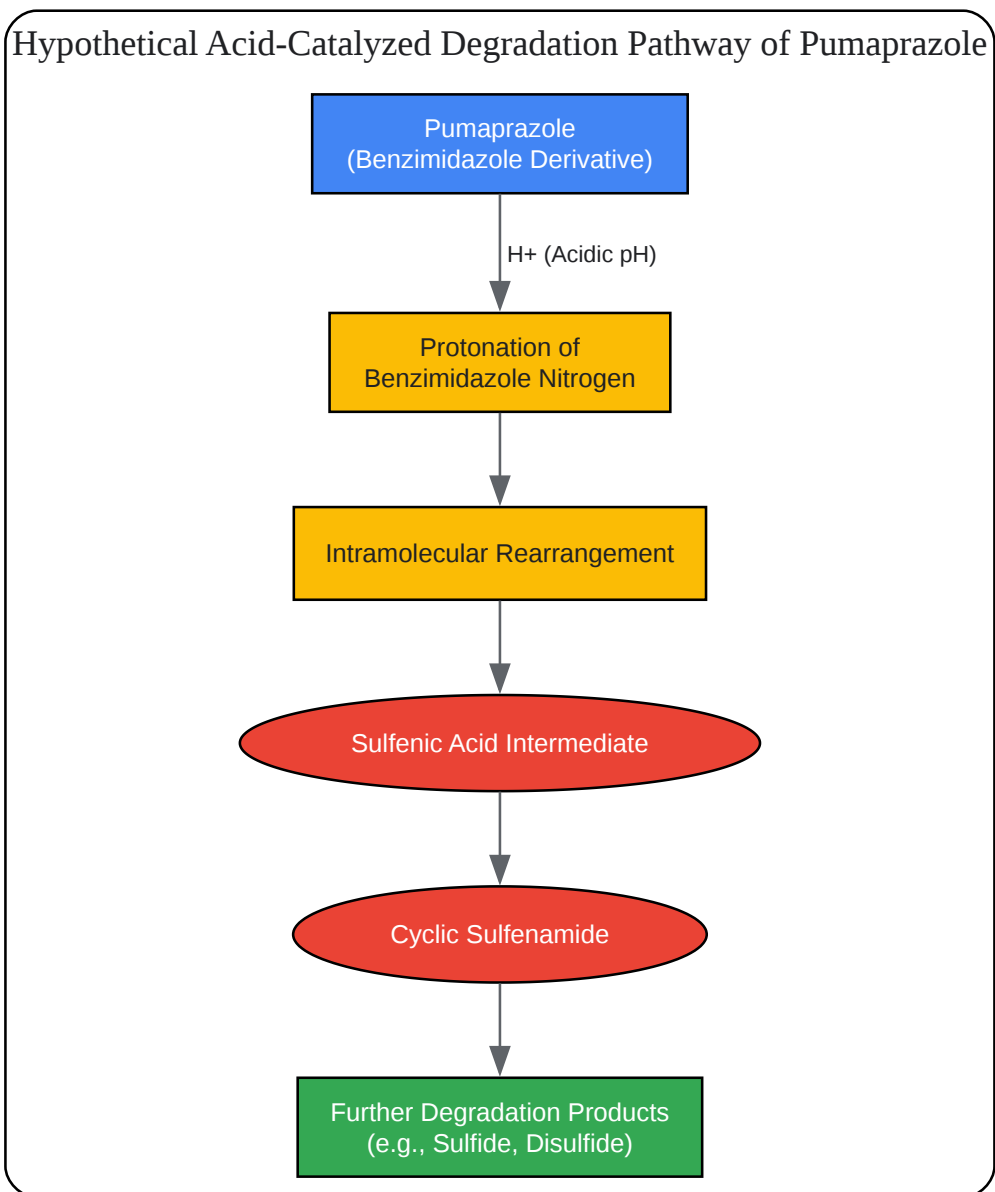 Hypothetical Acid-Catalyzed Degradation Pathway of Pumaprazole
Pumaprazole
(Benzimidazole Derivative)
H+ (Acidic pH)
Protonation of
Benzimidazole Nitrogen
Intramolecular Rearrangement
Sulfenic Acid Intermediate
Cyclic Sulfenamide
Further Degradation Products
(e.g., Sulfide, Disulfide)